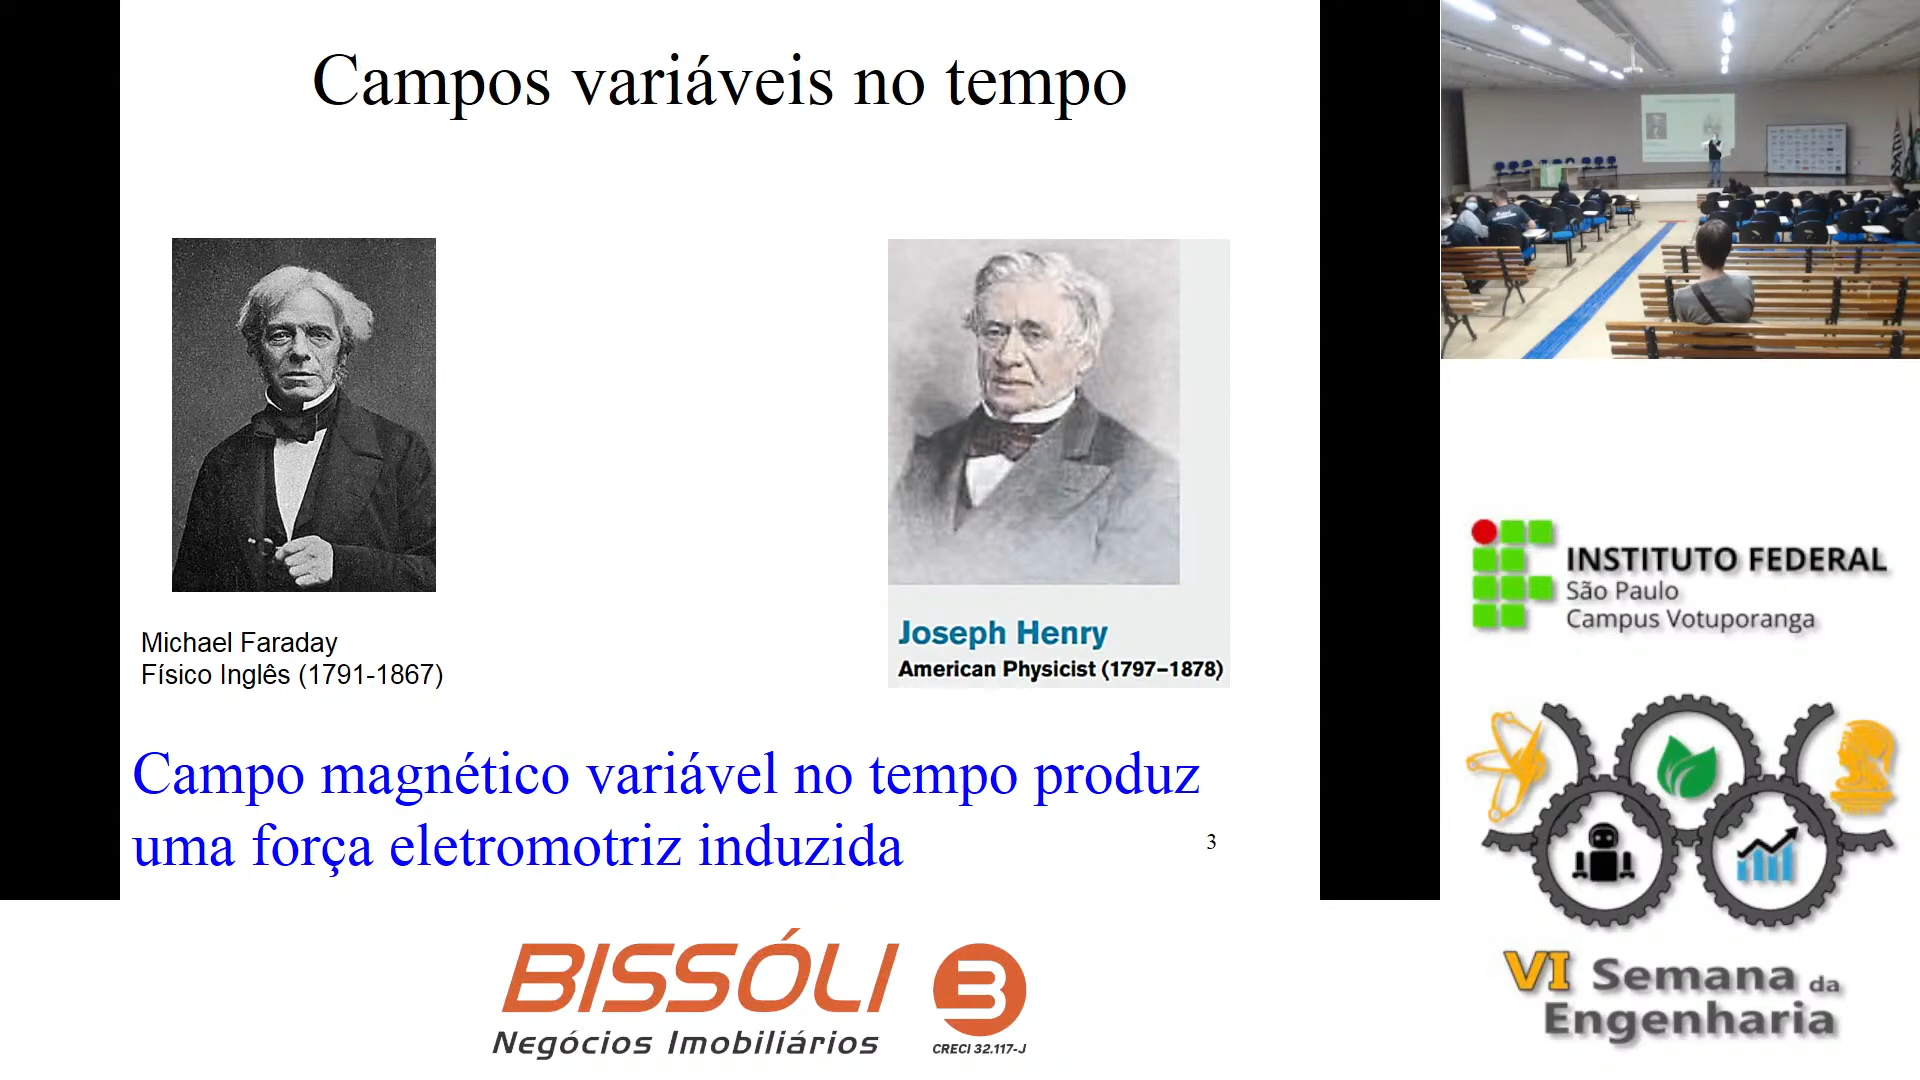 Campos variáveis no tempo
Michael Faraday
Físico Inglês (1791-1867)
Joseph Henry
American Physicist (1797–1878)
Campo magnético variável no tempo produz
uma força eletromotriz induzida
3
BISSÓLI
Negócios Imobiliários
CRECI 32.117-J
INSTITUTO FEDERAL
São Paulo
Campus Votuporanga
VI Semana da
Engenharia